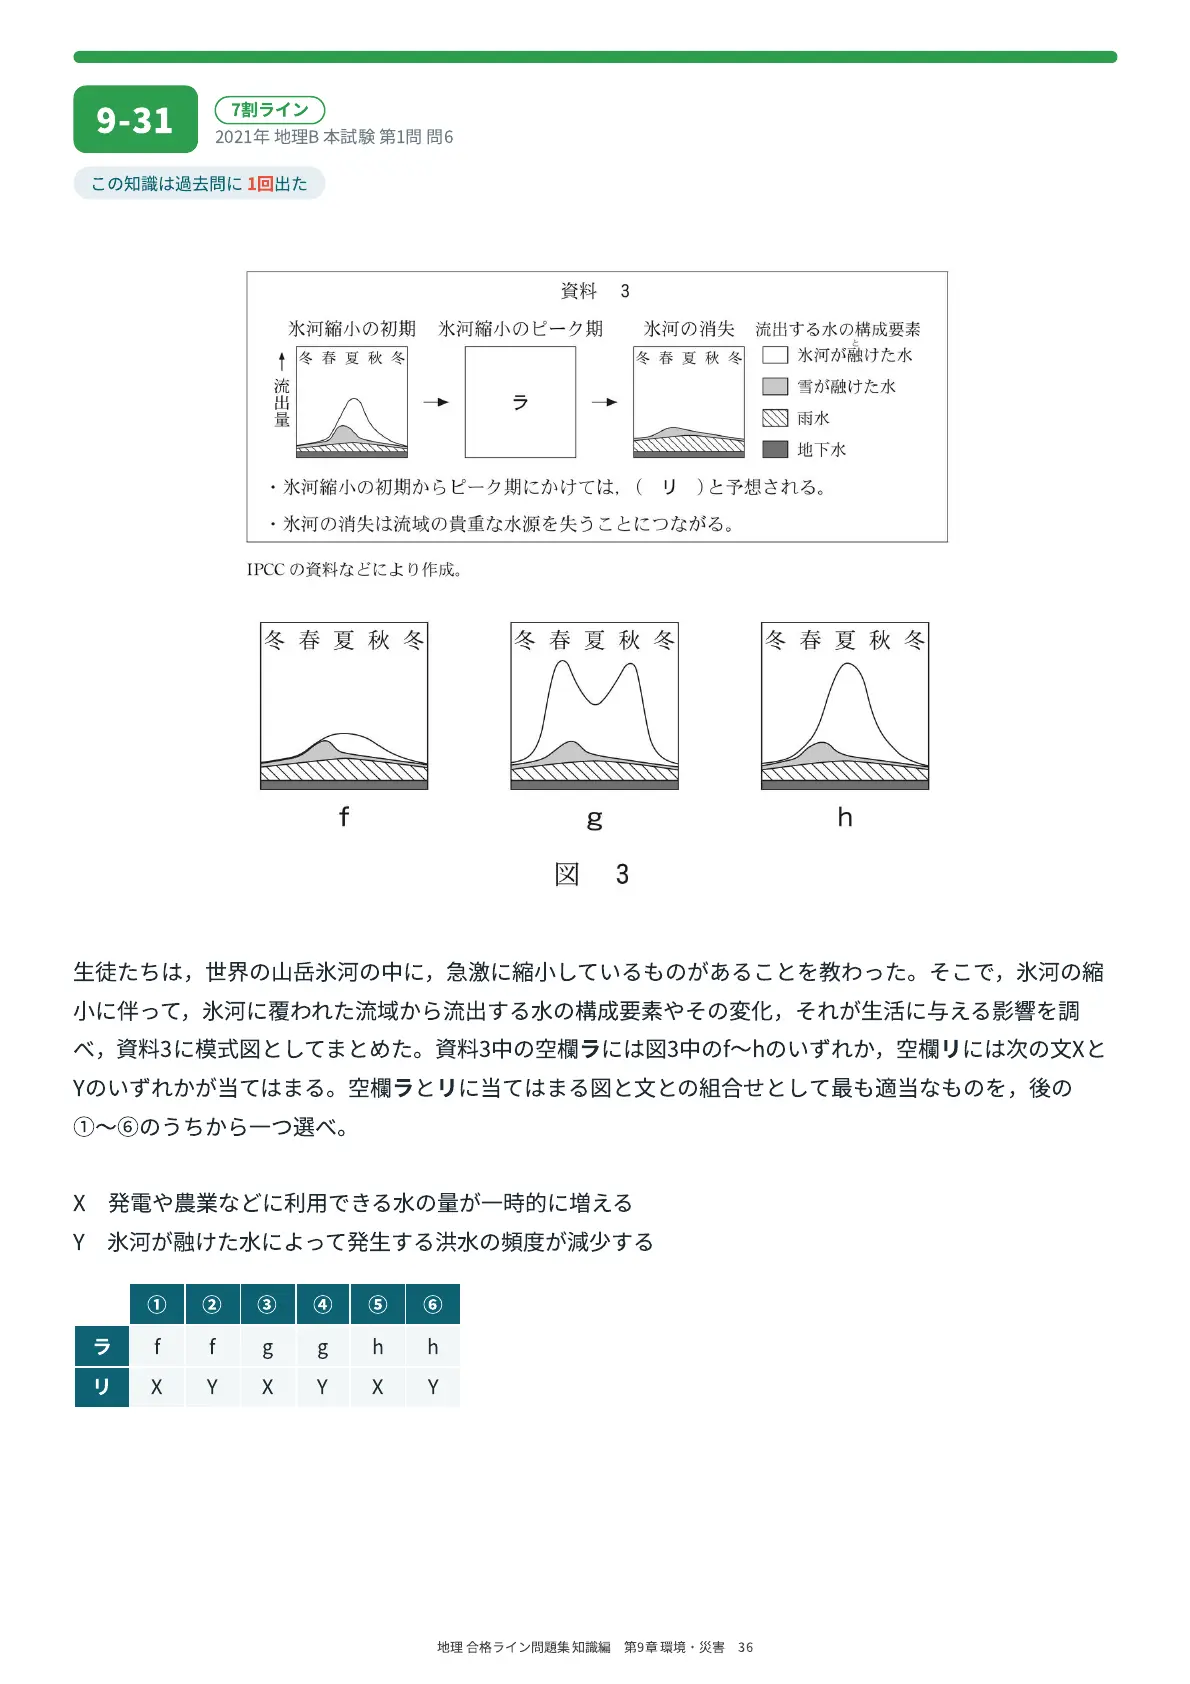 9-31
7割ライン
2021年 地理B 本試験 第1問 問6
この知識は過去問に 1回出た
資料 3
氷河縮小の初期 氷河縮小のピーク期 氷河の消失 流出する水の構成要素
冬 春 夏 秋 冬
↑流出量
ラ
冬 春 夏 秋 冬
と
氷河が融けた水
雪が融けた水
雨水
地下水
・氷河縮小の初期からピーク期にかけては,( リ )と予想される。
・氷河の消失は流域の貴重な水源を失うことにつながる。
IPCC の資料などにより作成。
冬 春 夏 秋 冬
冬 春 夏 秋 冬
冬 春 夏 秋 冬
f
g
h
図 3
生徒たちは，世界の山岳氷河の中に，急激に縮小しているものがあることを教わった。そこで，氷河の縮
小に伴って，氷河に覆われた流域から流出する水の構成要素やその変化，それが生活に与える影響を調
べ，資料3に模式図としてまとめた。資料3中の空欄ラには図3中のf～hのいずれか，空欄リには次の文Xと
Yのいずれかが当てはまる。空欄ラとリに当てはまる図と文との組合せとして最も適当なものを，後の
①～⑥のうちから一つ選べ。
X 発電や農業などに利用できる水の量が一時的に増える
Y 氷河が融けた水によって発生する洪水の頻度が減少する
① ② ③ ④ ⑤ ⑥
ラ f f g g h h
リ X Y X Y X Y
地理 合格ライン問題集 知識編 第9章 環境・災害 36